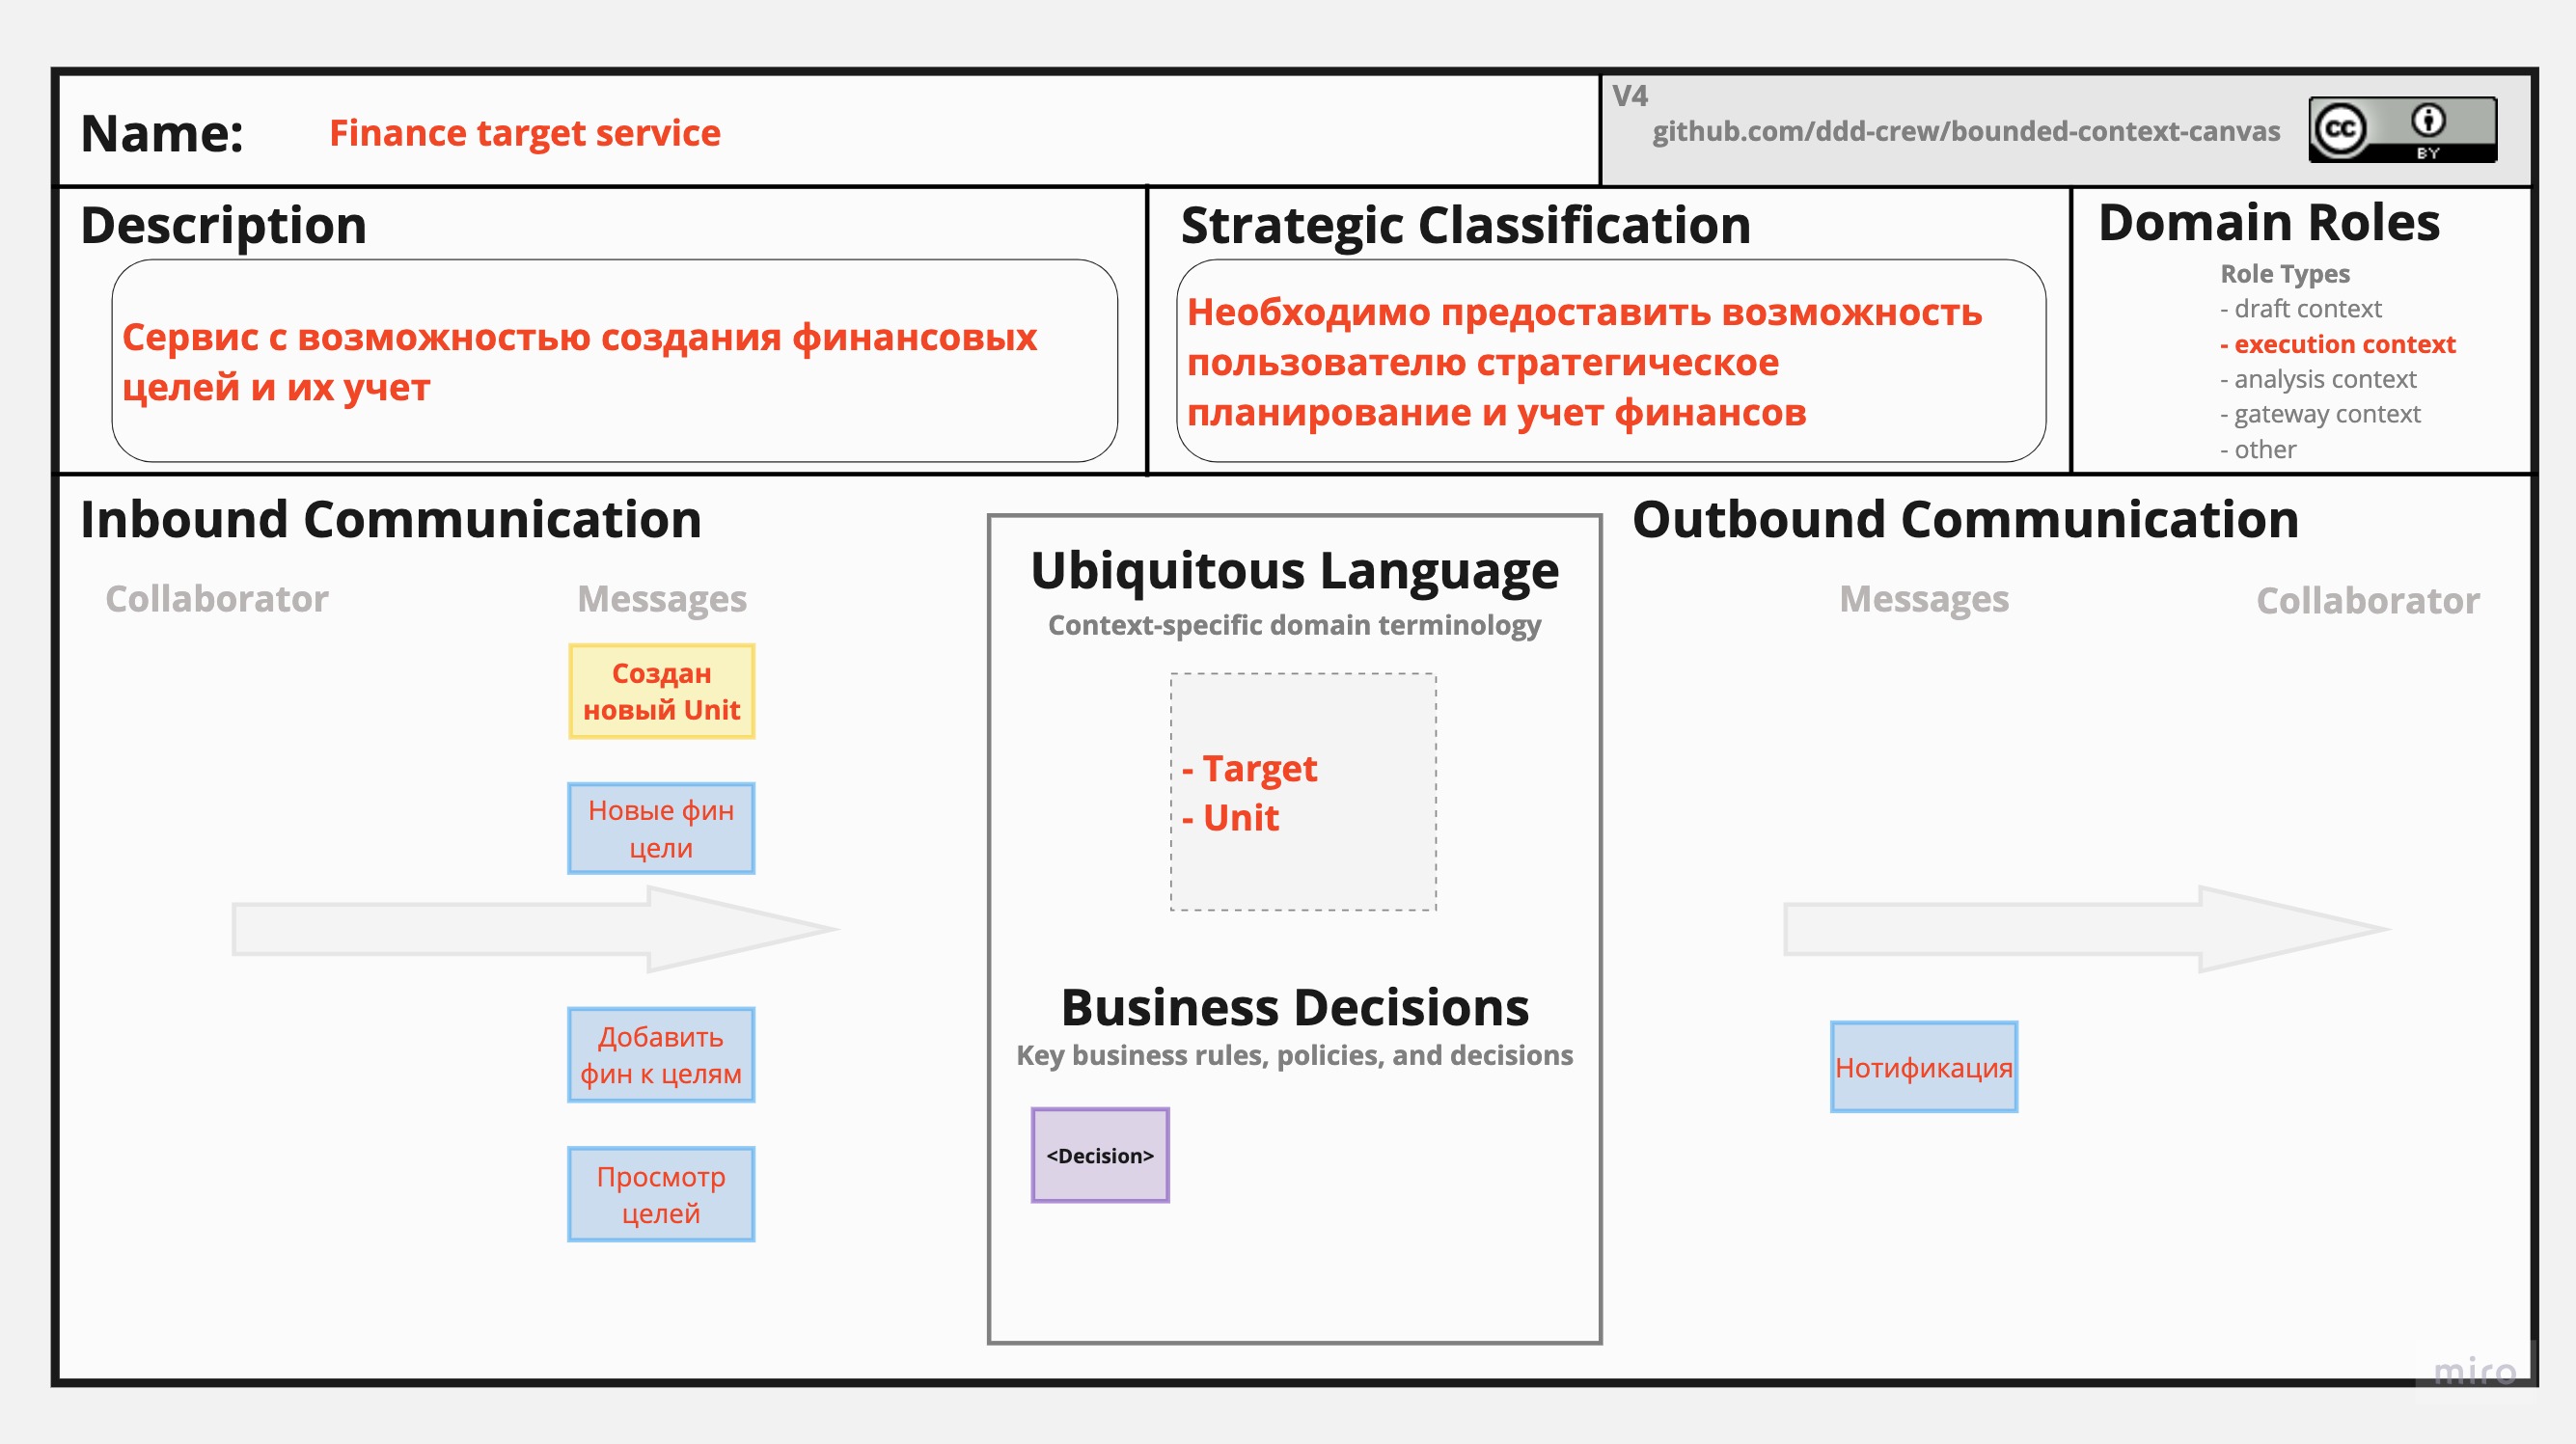 Name:
Finance target service
V4
github.com/ddd-crew/bounded-context-canvas
cc
BY
Description
Сервис с возможностью создания финансовых
целей и их учет
Strategic Classification
Необходимо предоставить возможность
пользователю стратегическое
планирование и учет финансов
Domain Roles
Role Types
- draft context
- execution context
- analysis context
- gateway context
- other
Inbound Communication
Collaborator
Messages
Создан
новый Unit
Новые фин
цели
Добавить
фин к целям
Просмотр
целей
Ubiquitous Language
Context-specific domain terminology
- Target
- Unit
Business Decisions
Key business rules, policies, and decisions
<Decision>
Outbound Communication
Messages
Collaborator
Нотификация
miro